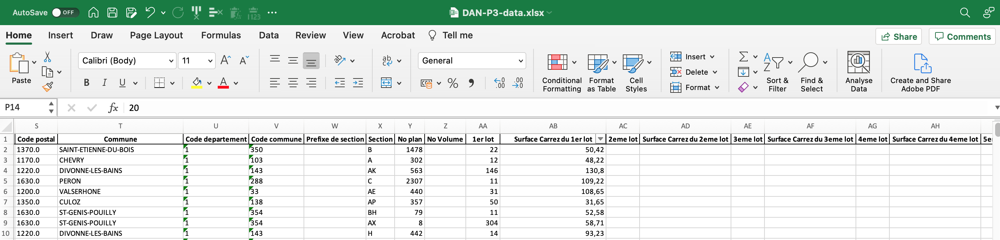 AutoSave OFF DAN-P3-data.xlsx
Home Insert Draw Page Layout Formulas Data Review View Acrobat Tell me Share Comments
Paste Calibri (Body) 11 General
Conditional Formatting Format as Table Cell Styles Insert Delete Format Sort & Filter Find & Select Analyse Data Create and Share Adobe PDF
P14 fx 20
S T U V W X Y Z AA AB AC AD AE AF AG AH
1 Code postal Commune Code departement Code commune Prefixe de section Section No plan No Volume 1er lot Surface Carrez du 1er lot 2eme lot Surface Carrez du 2eme lot 3eme lot Surface Carrez du 3eme lot 4eme lot Surface Carrez du 4eme lot 5e
2 1370.0 SAINT-ETIENNE-DU-BOIS 1 350 B 1478 22 50,42
3 1170.0 CHEVRY 1 103 A 302 12 48,22
4 1220.0 DIVONNE-LES-BAINS 1 143 AK 563 146 130,8
5 1630.0 PERON 1 288 C 2307 11 109,22
6 1200.0 VALSERHONE 1 33 AE 440 31 108,65
7 1350.0 CULOZ 1 138 AP 357 50 31,65
8 1630.0 ST-GENIS-POUILLY 1 354 BH 79 11 52,58
9 1630.0 ST-GENIS-POUILLY 1 354 AX 8 304 58,71
10 1220.0 DIVONNE-LES-BAINS 1 143 H 442 14 93,23